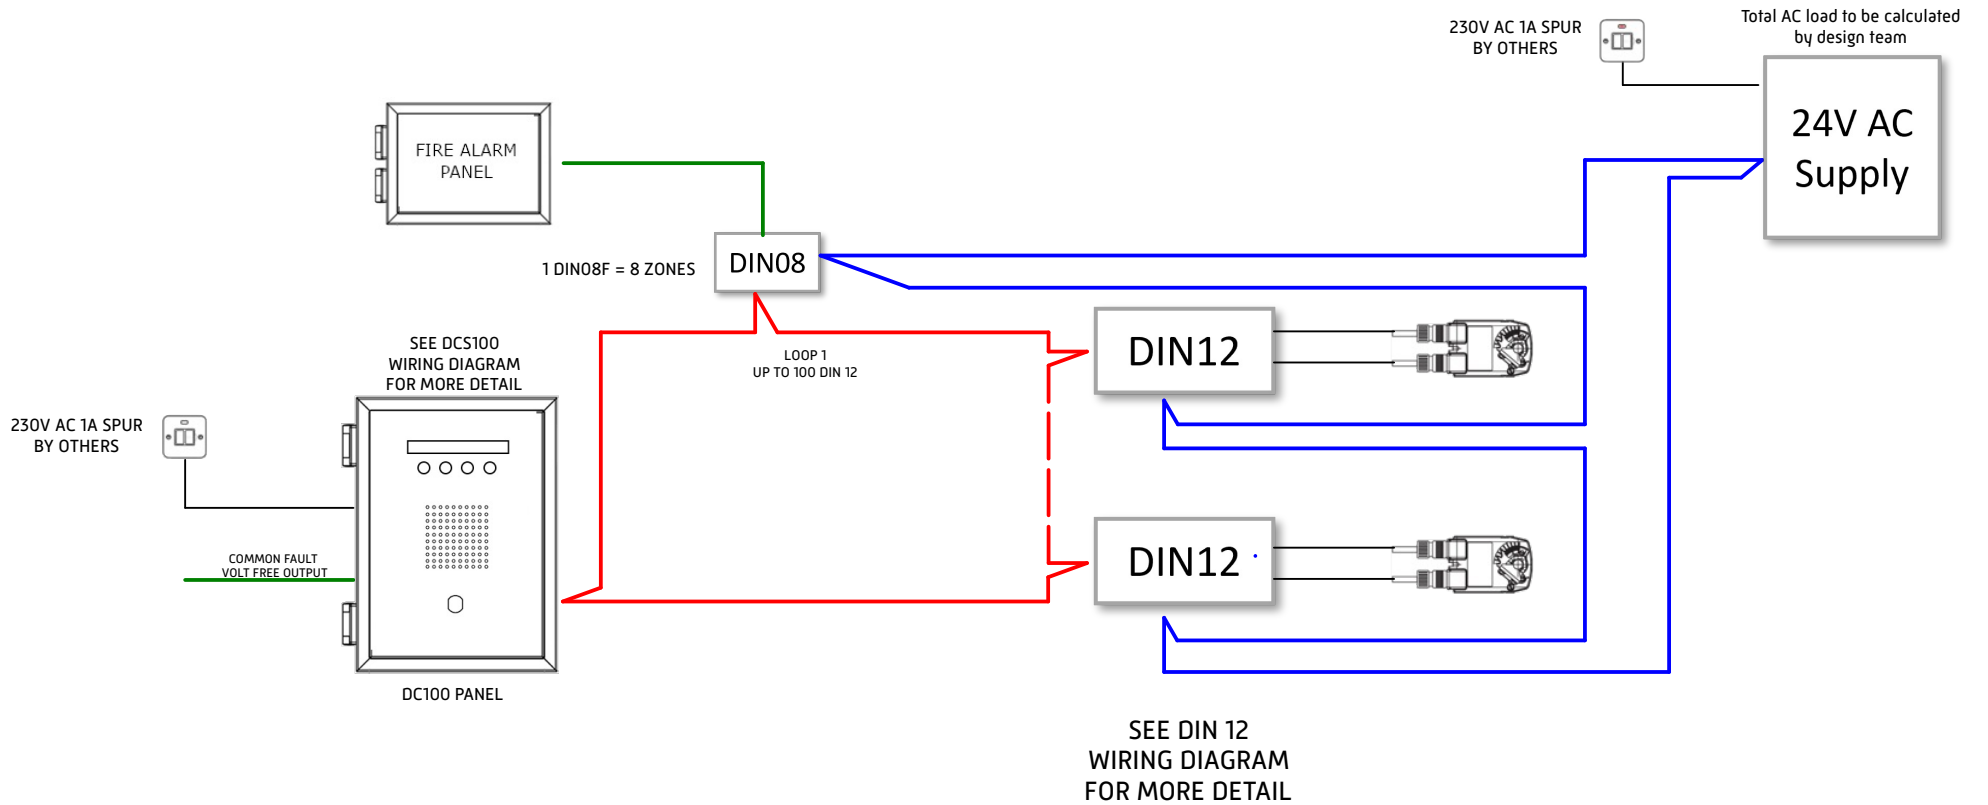 230V AC 1A SPUR
BY OTHERS
Total AC load to be calculated
by design team
24V AC
Supply
FIRE ALARM
PANEL
1 DIN08F = 8 ZONES
DIN08
SEE DCS100
WIRING DIAGRAM
FOR MORE DETAIL
LOOP 1
UP TO 100 DIN 12
DIN12
230V AC 1A SPUR
BY OTHERS
COMMON FAULT
VOLT FREE OUTPUT
DIN12
DC100 PANEL
SEE DIN 12
WIRING DIAGRAM
FOR MORE DETAIL